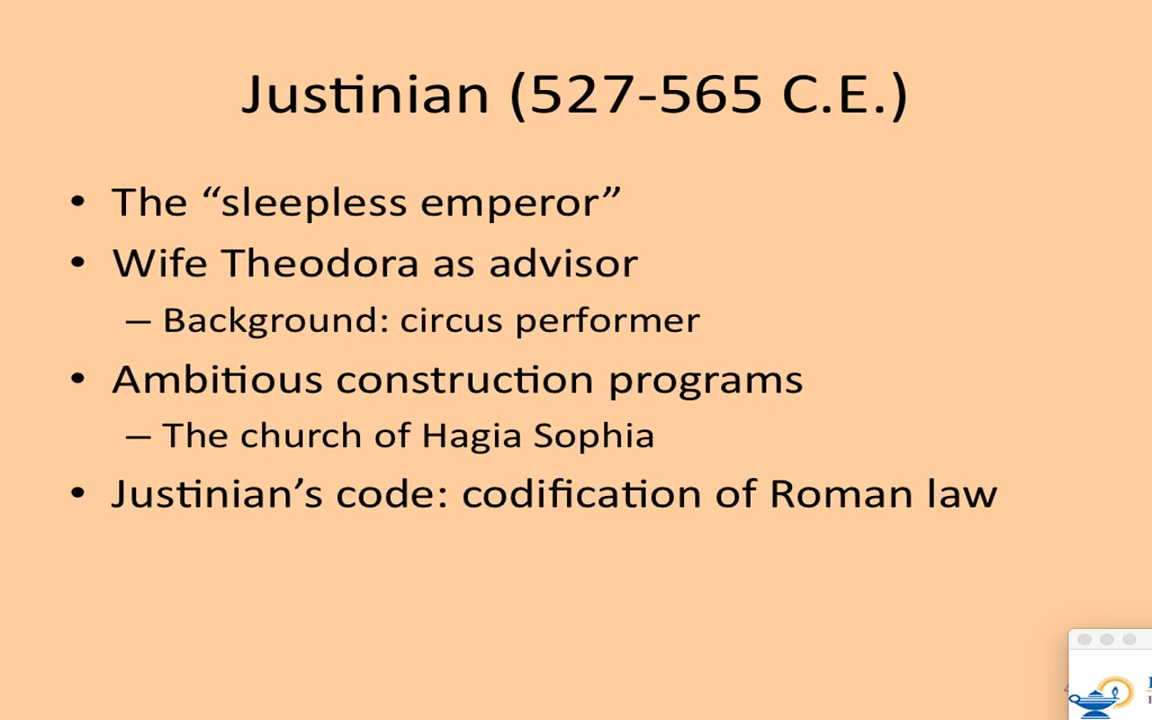 Justinian (527-565 C.E.)
• The “sleepless emperor”
• Wife Theodora as advisor
– Background: circus performer
• Ambitious construction programs
– The church of Hagia Sophia
• Justinian’s code: codification of Roman law